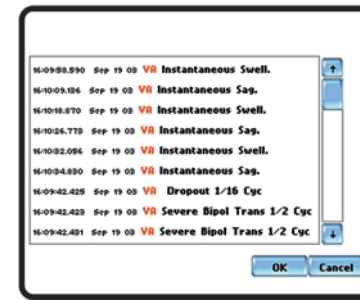 16:09:58.590 Sep 19 03 VA Instantaneous Swell.
16:10:09.136 Sep 19 03 VA Instantaneous Sag.
16:10:18.870 Sep 19 03 VA Instantaneous Swell.
16:10:26.773 Sep 19 03 VA Instantaneous Sag.
16:10:32.056 Sep 19 03 VA Instantaneous Swell.
16:10:34.830 Sep 19 03 VA Instantaneous Sag.
16:09:42.425 Sep 19 03 VA Dropout 1/16 Cyc
16:09:42.423 Sep 19 03 VA Severe Bipol Trans 1/2 Cyc
16:09:42.431 Sep 19 03 VA Severe Bipol Trans 1/2 Cyc
OK Cancel